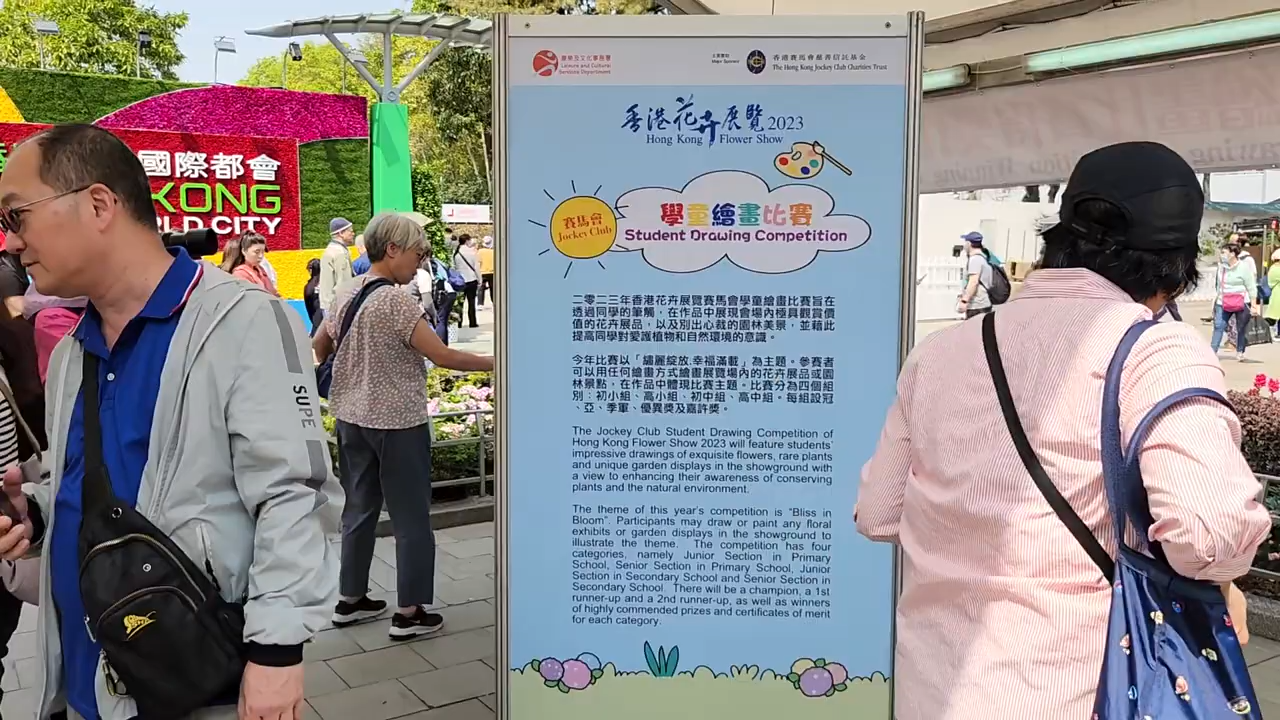 康樂及文化事務署
Leisure and Cultural
Services Department
主要贊助
Major Sponsor
香港賽馬會慈善信託基金
The Hong Kong Jockey Club Charities Trust
香港花卉展覽2023
Hong Kong Flower Show
賽馬會
Jockey Club
學童繪畫比賽
Student Drawing Competition
二零二三年香港花卉展覽賽馬會學童繪畫比賽旨在
透過同學的筆觸，在作品中展現會場內極具觀賞價
值的花卉展品，以及別出心裁的園林美景，並藉此
提高同學對愛護植物和自然環境的意識。
今年比賽以「繡麗綻放‧幸福滿載」為主題。參賽者
可以用任何繪畫方式繪畫展覽場內的花卉展品或園
林景點，在作品中體現比賽主題。比賽分為四個組
別：初小組、高小組、初中組、高中組。每組設冠
、亞、季軍、優異獎及嘉許獎。
The Jockey Club Student Drawing Competition of
Hong Kong Flower Show 2023 will feature students'
impressive drawings of exquisite flowers, rare plants
and unique garden displays in the showground with
a view to enhancing their awareness of conserving
plants and the natural environment.
The theme of this year's competition is “Bliss in
Bloom”. Participants may draw or paint any floral
exhibits or garden displays in the showground to
illustrate the theme. The competition has four
categories, namely Junior Section in Primary
School, Senior Section in Primary School, Junior
Section in Secondary School and Senior Section in
Secondary School. There will be a champion, a 1st
runner-up and a 2nd runner-up, as well as winners
of highly commended prizes and certificates of merit
for each category.
國際都會
KONG
LD CITY
SUPE